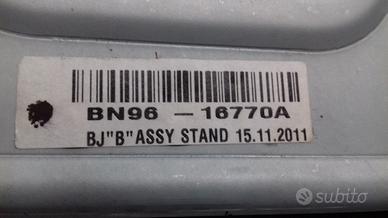 BN96 - 16770A
BJ"B"ASSY STAND 15.11.2011
subito